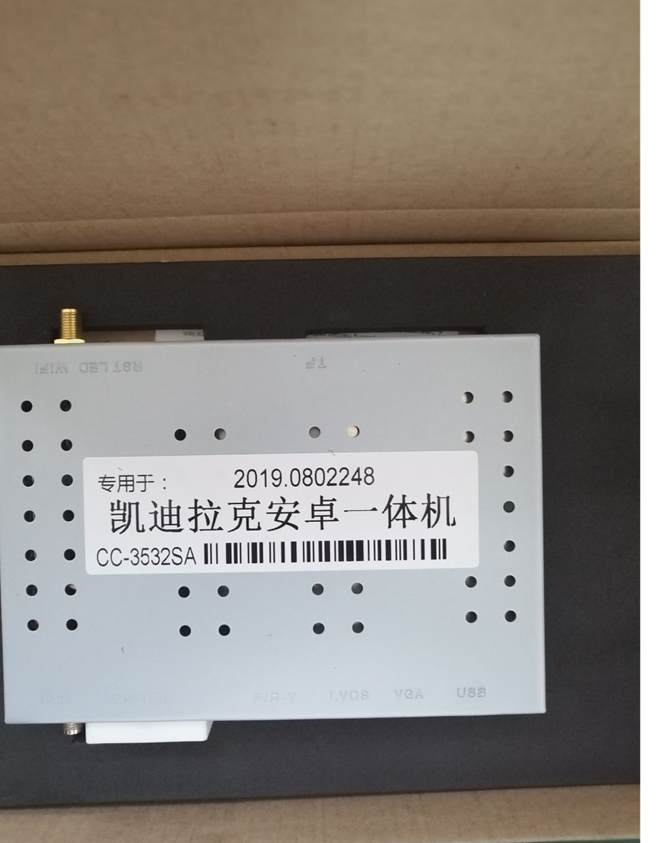 WIFI
RST LED
TF
专用于： 2019.0802248
凯迪拉克安卓一体机
CC-3532SA
F/R-V LVDS VGA USB